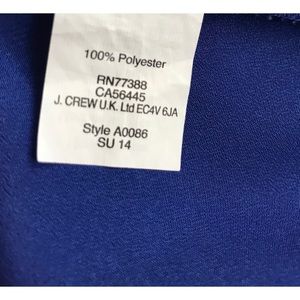 100% Polyester
RN77388
CA56445
J. CREW U.K. Ltd EC4V 6JA
Style A0086
SU 14